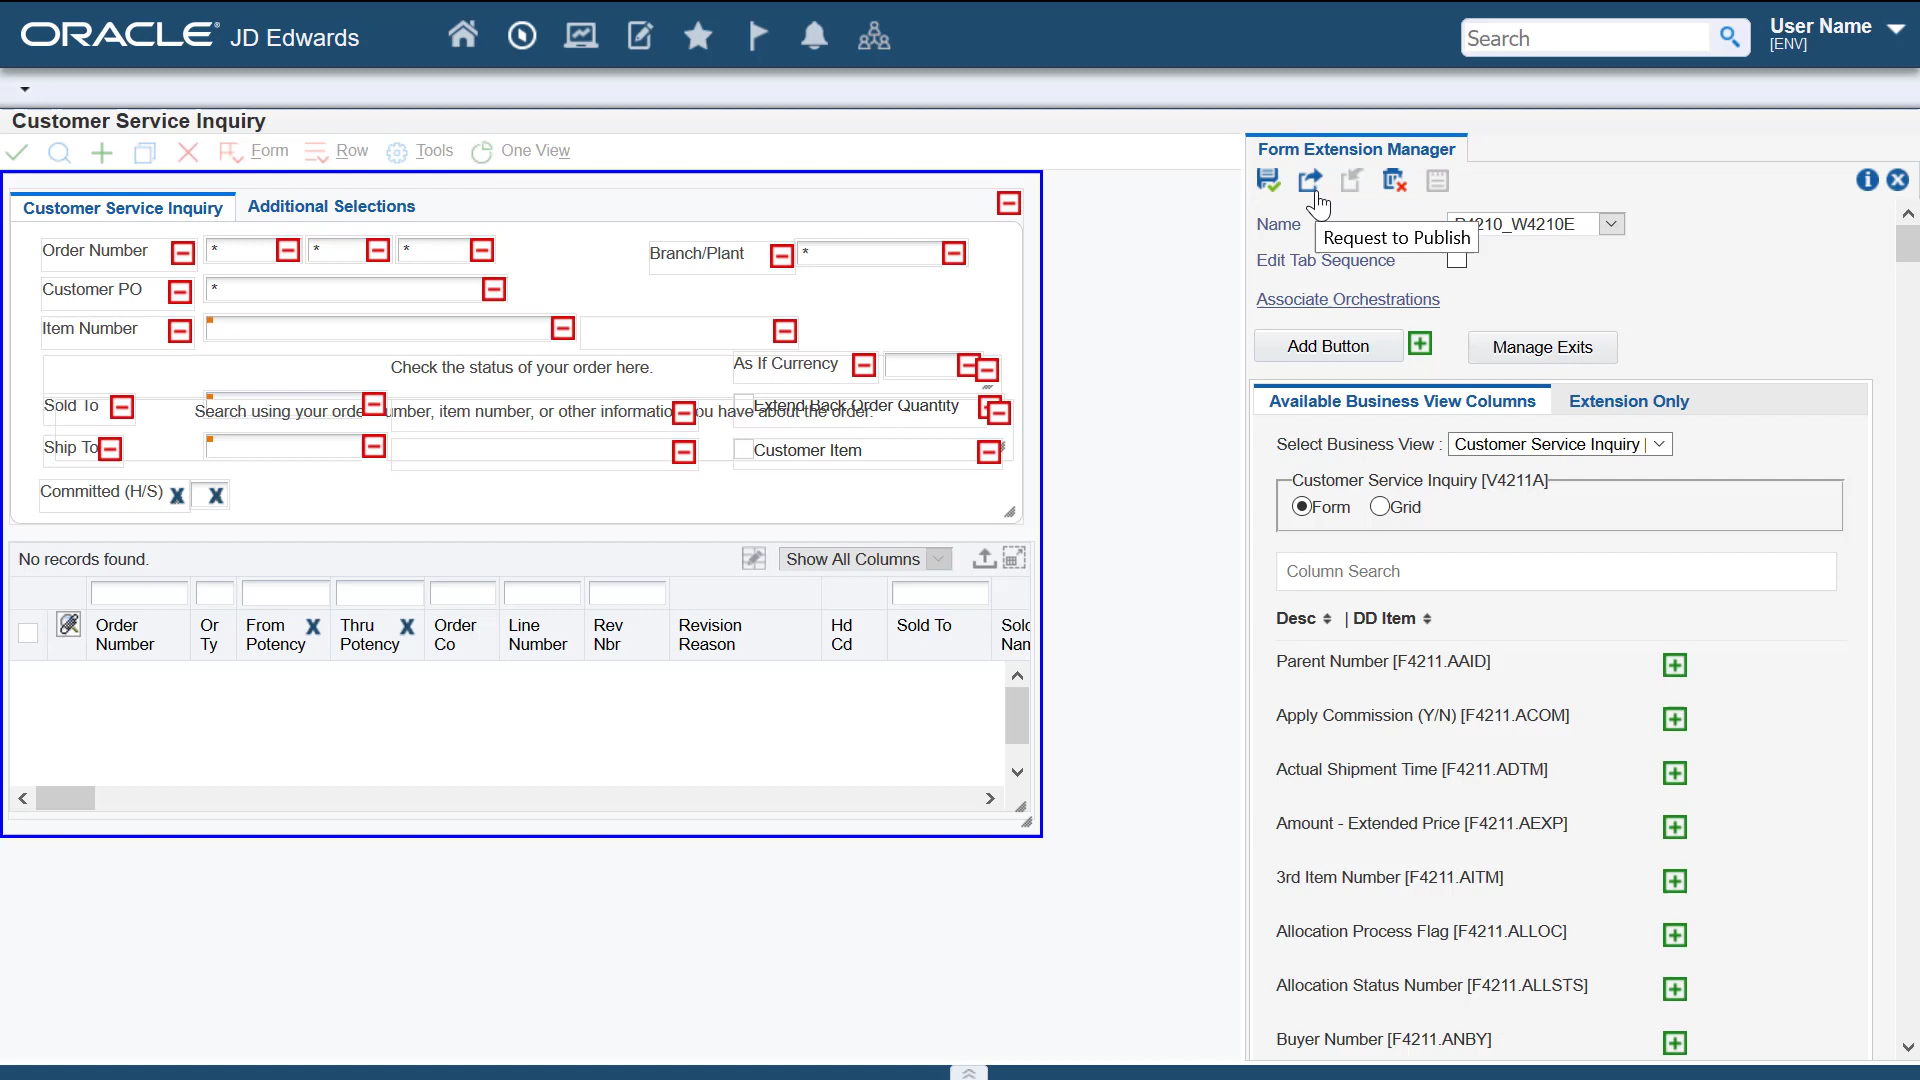 ORACLE JD Edwards
Search
User Name
[ENV]
Customer Service Inquiry
Form Row Tools One View
Customer Service Inquiry Additional Selections
Order Number * * *
Branch/Plant *
Customer PO *
Item Number
Check the status of your order here.
As If Currency
Sold To
Search using your order number, item number, or other information you have about the order.
Extend Back Order Quantity
Ship To
Customer Item
Committed (H/S) X X
No records found.
Show All Columns
Order Number
Or Ty
From Potency X
Thru Potency X
Order Co
Line Number
Rev Nbr
Revision Reason
Hd Cd
Sold To
Form Extension Manager
Name
W4210E
Request to Publish
Edit Tab Sequence
Associate Orchestrations
Add Button
Manage Exits
Available Business View Columns Extension Only
Select Business View : Customer Service Inquiry |
Customer Service Inquiry [V4211A]
Form Grid
Column Search
Desc | DD Item
Parent Number [F4211.AAID]
Apply Commission (Y/N) [F4211.ACOM]
Actual Shipment Time [F4211.ADTM]
Amount - Extended Price [F4211.AEXP]
3rd Item Number [F4211.AITM]
Allocation Process Flag [F4211.ALLOC]
Allocation Status Number [F4211.ALLSTS]
Buyer Number [F4211.ANBY]